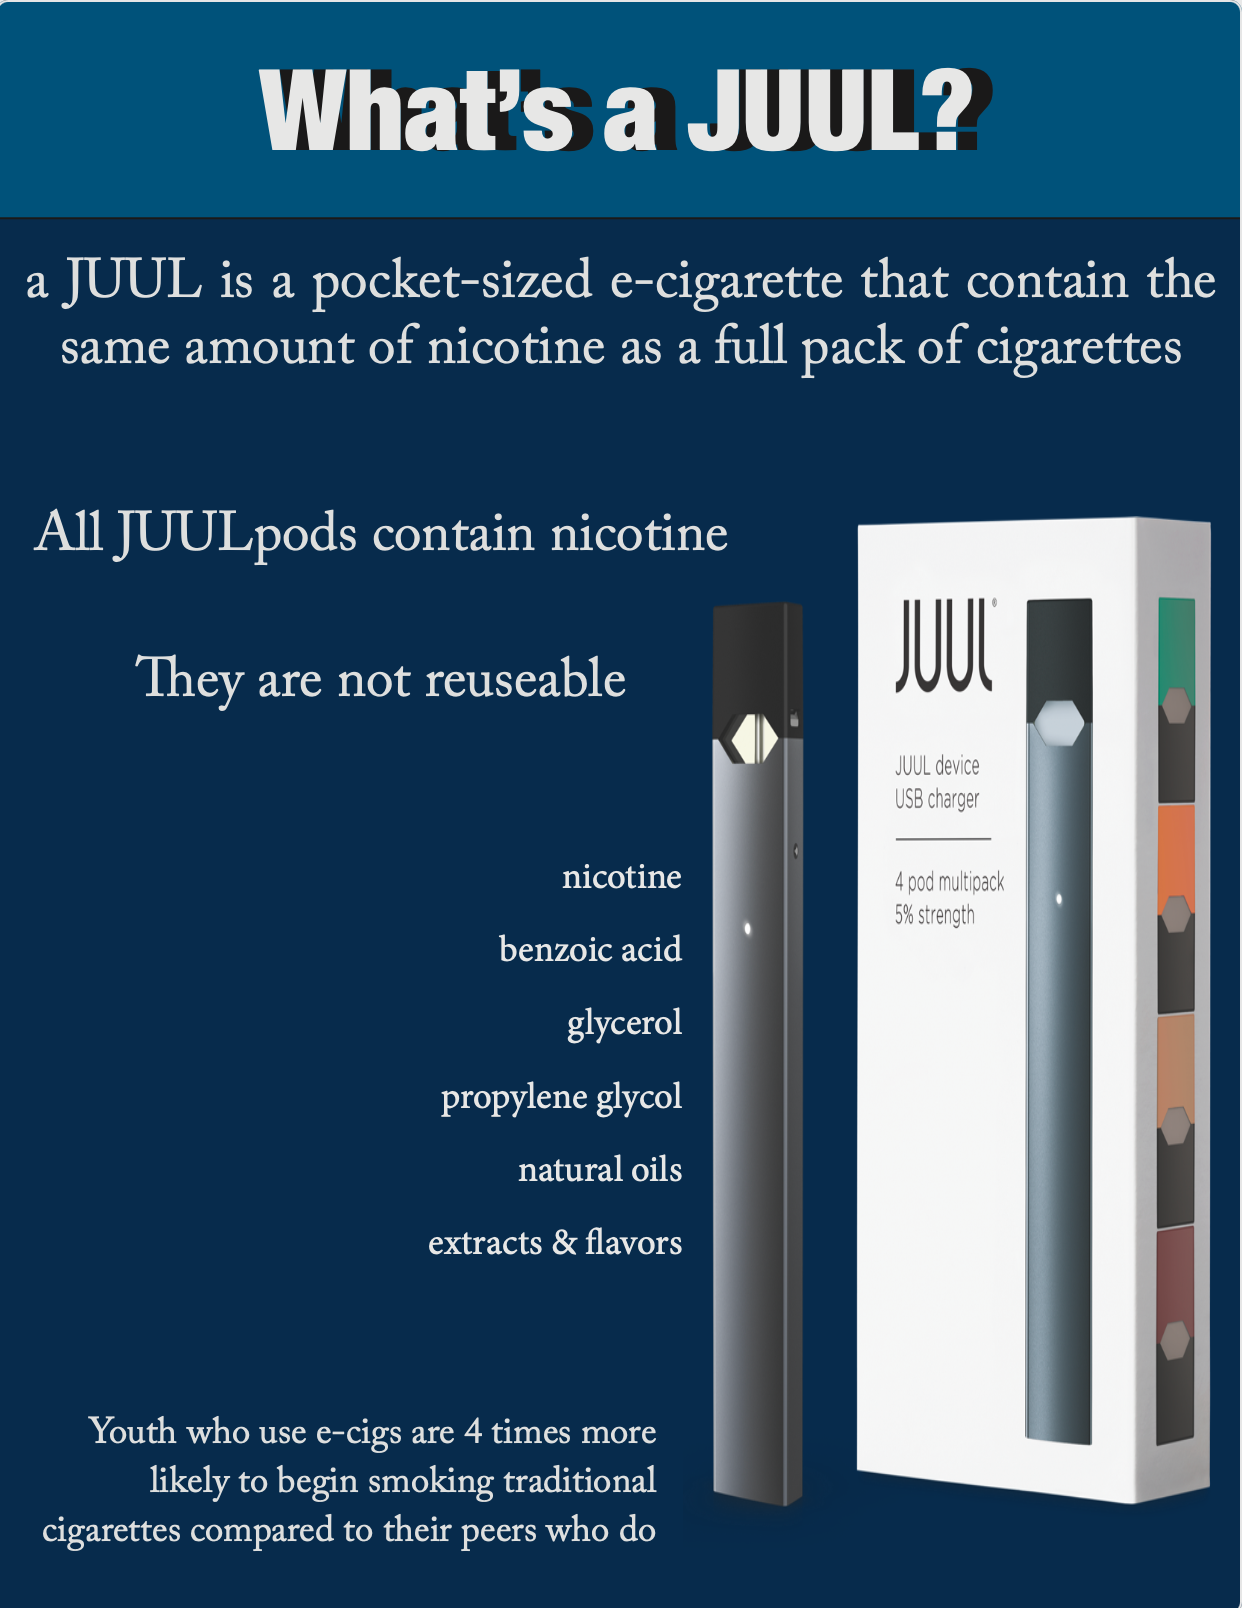 What's a JUUL?
a JUUL is a pocket-sized e-cigarette that contain the
same amount of nicotine as a full pack of cigarettes
All JUULpods contain nicotine
They are not reuseable
JUUL®
JUUL device
USB charger
4 pod multipack
5% strength
nicotine
benzoic acid
glycerol
propylene glycol
natural oils
extracts & flavors
Youth who use e-cigs are 4 times more
likely to begin smoking traditional
cigarettes compared to their peers who do